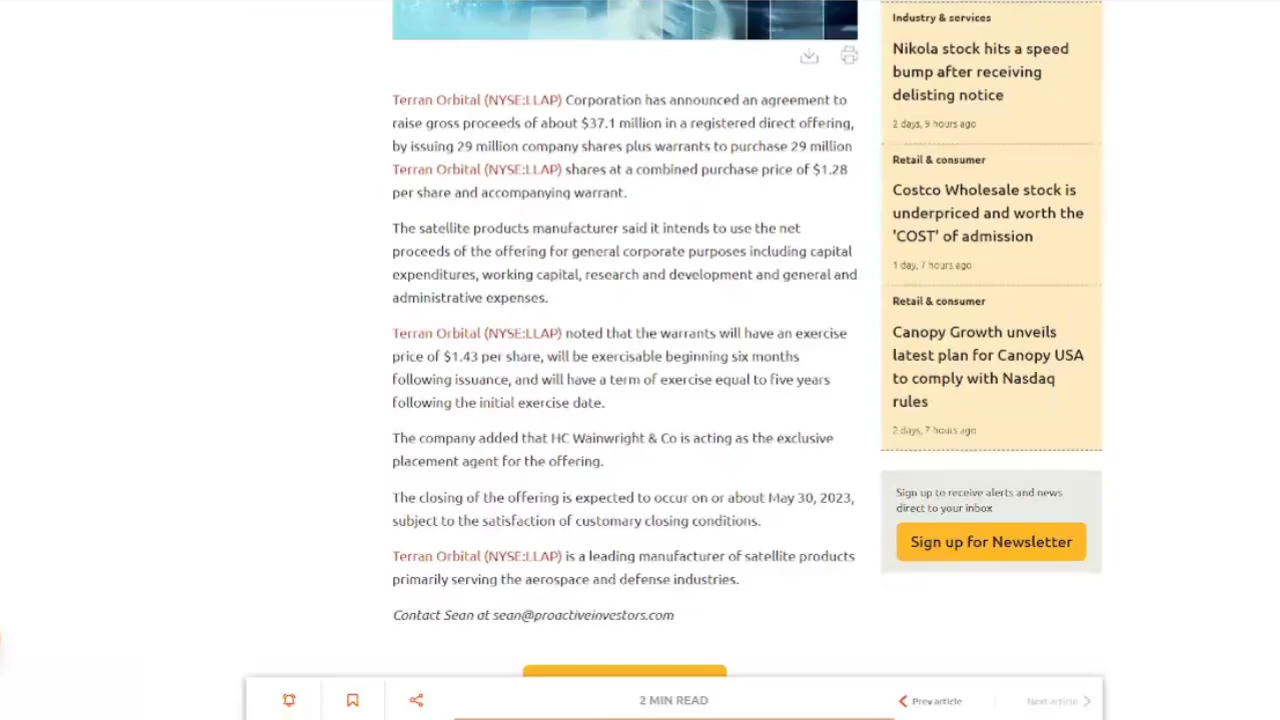 Terran Orbital (NYSE:LLAP) Corporation has announced an agreement to
raise gross proceeds of about $37.1 million in a registered direct offering,
by issuing 29 million company shares plus warrants to purchase 29 million
Terran Orbital (NYSE:LLAP) shares at a combined purchase price of $1.28
per share and accompanying warrant.
The satellite products manufacturer said it intends to use the net
proceeds of the offering for general corporate purposes including capital
expenditures, working capital, research and development and general and
administrative expenses.
Terran Orbital (NYSE:LLAP) noted that the warrants will have an exercise
price of $1.43 per share, will be exercisable beginning six months
following issuance, and will have a term of exercise equal to five years
following the initial exercise date.
The company added that HC Wainwright & Co is acting as the exclusive
placement agent for the offering.
The closing of the offering is expected to occur on or about May 30, 2023,
subject to the satisfaction of customary closing conditions.
Terran Orbital (NYSE:LLAP) is a leading manufacturer of satellite products
primarily serving the aerospace and defense industries.
Contact Sean at sean@proactiveinvestors.com
Industry & services
Nikola stock hits a speed
bump after receiving
delisting notice
2 days, 9 hours ago
Retail & consumer
Costco Wholesale stock is
underpriced and worth the
'COST' of admission
1 day, 7 hours ago
Retail & consumer
Canopy Growth unveils
latest plan for Canopy USA
to comply with Nasdaq
rules
2 days, 7 hours ago
Sign up to receive alerts and news
direct to your inbox
Sign up for Newsletter
2 MIN READ
Prev article
Next article